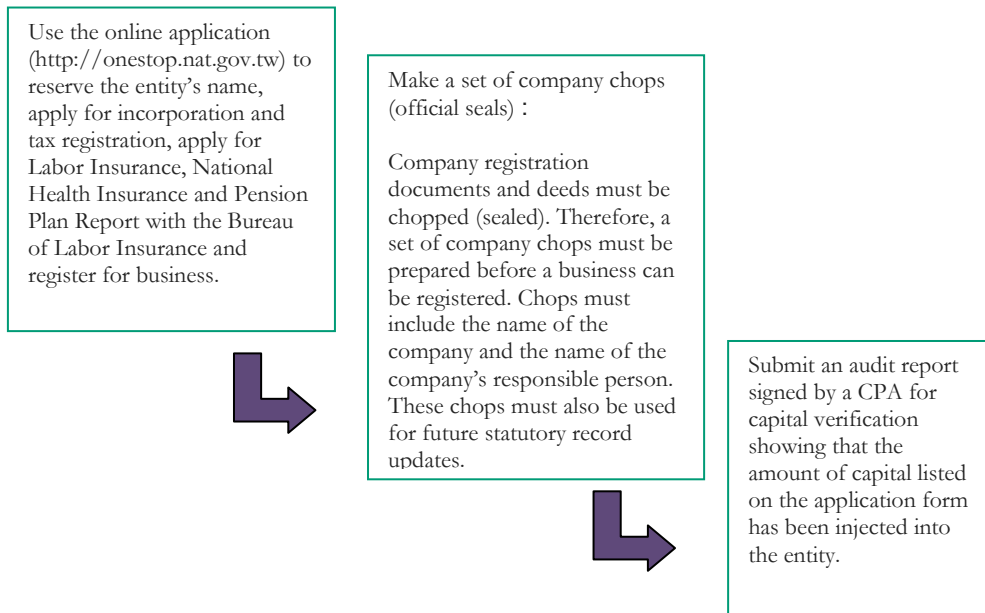 Use the online application
(http://onestop.nat.gov.tw) to
reserve the entity’s name,
apply for incorporation and
tax registration, apply for
Labor Insurance, National
Health Insurance and Pension
Plan Report with the Bureau
of Labor Insurance and
register for business.
Make a set of company chops
(official seals)：
Company registration
documents and deeds must be
chopped (sealed). Therefore, a
set of company chops must be
prepared before a business can
be registered. Chops must
include the name of the
company and the name of the
company’s responsible person.
These chops must also be used
for future statutory record
updates.
Submit an audit report
signed by a CPA for
capital verification
showing that the
amount of capital listed
on the application form
has been injected into
the entity.